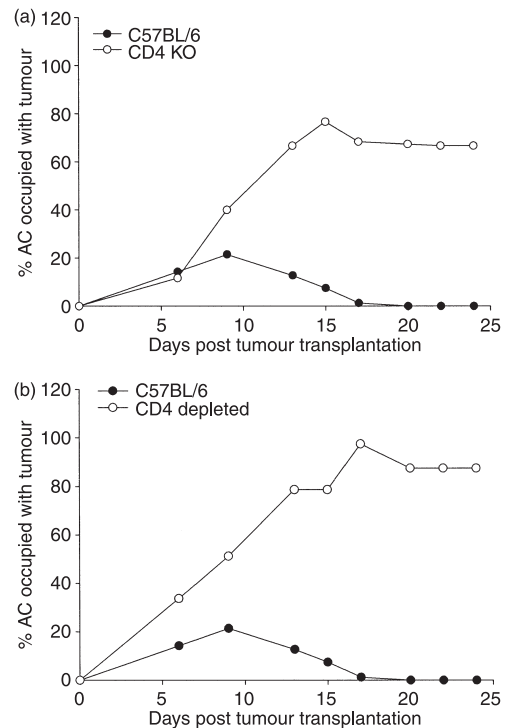 (a)
120
C57BL/6
CD4 KO
100
80
60
40
20
0
% AC occupied with tumour
0 5 10 15 20 25
Days post tumour transplantation
(b)
120
C57BL/6
CD4 depleted
100
80
60
40
20
0
% AC occupied with tumour
0 5 10 15 20 25
Days post tumour transplantation